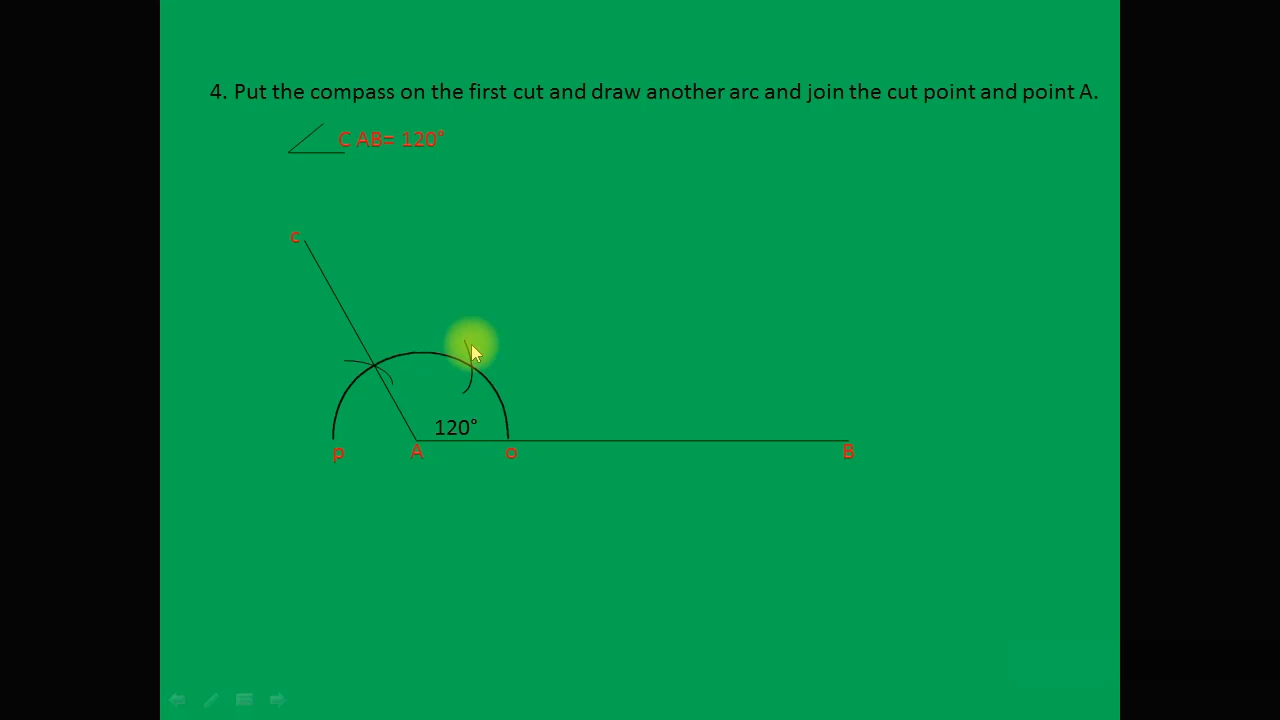 4. Put the compass on the first cut and draw another arc and join the cut point and point A.
C AB= 120°
c
120°
p A o B